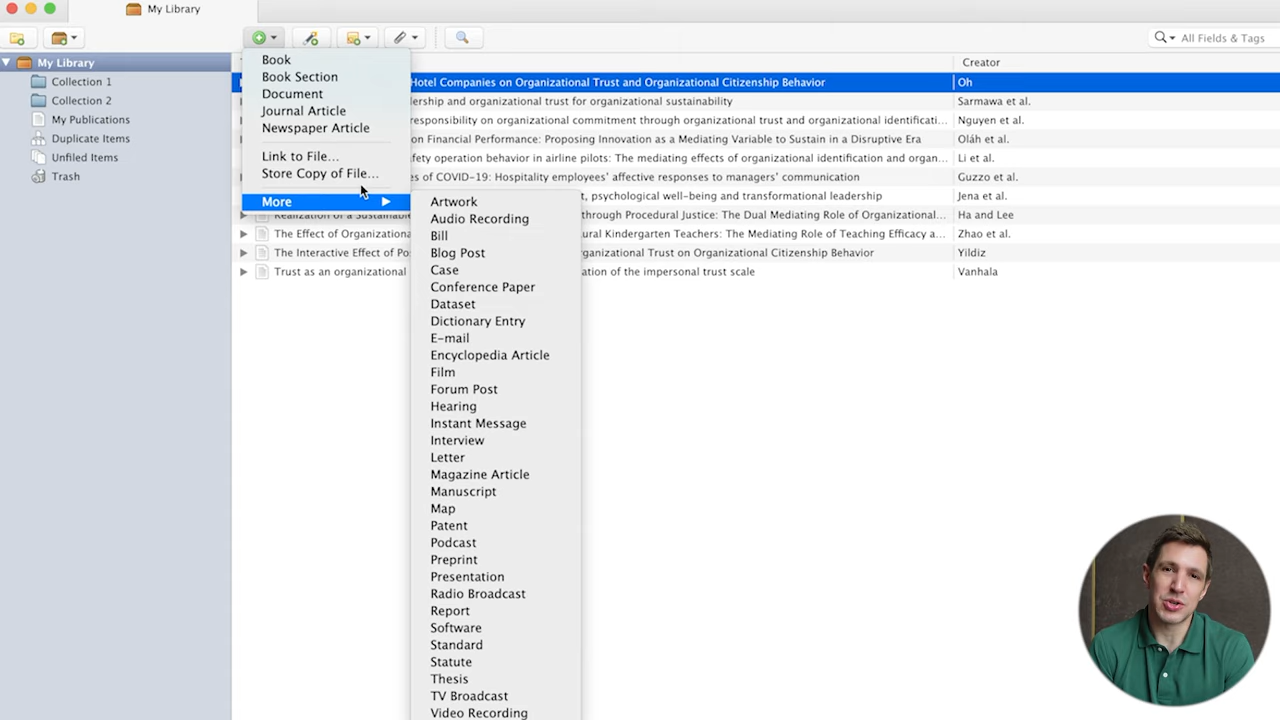 My Library
All Fields & Tags
My Library
Collection 1
Collection 2
My Publications
Duplicate Items
Unfiled Items
Trash
Book
Book Section
Document
Journal Article
Newspaper Article
Link to File...
Store Copy of File...
More
Artwork
Audio Recording
Bill
Blog Post
Case
Conference Paper
Dataset
Dictionary Entry
E-mail
Encyclopedia Article
Film
Forum Post
Hearing
Instant Message
Interview
Letter
Magazine Article
Manuscript
Map
Patent
Podcast
Preprint
Presentation
Radio Broadcast
Report
Software
Standard
Statute
Thesis
TV Broadcast
Video Recording
Creator
Hotel Companies on Organizational Trust and Organizational Citizenship Behavior Oh
ership and organizational trust for organizational sustainability Sarmawa et al.
esponsibility on organizational commitment through organizational trust and organizational identificati... Nguyen et al.
on Financial Performance: Proposing Innovation as a Mediating Variable to Sustain in a Disruptive Era Oláh et al.
fety operation behavior in airline pilots: The mediating effects of organizational identification and organ... Li et al.
es of COVID-19: Hospitality employees' affective responses to managers' communication Guzzo et al.
t, psychological well-being and transformational leadership Jena et al.
Realization of a Sustainable through Procedural Justice: The Dual Mediating Role of Organizational... Ha and Lee
The Effect of Organizationa ural Kindergarten Teachers: The Mediating Role of Teaching Efficacy a... Zhao et al.
The Interactive Effect of Po rganizational Trust on Organizational Citizenship Behavior Yildiz
Trust as an organizational ation of the impersonal trust scale Vanhala